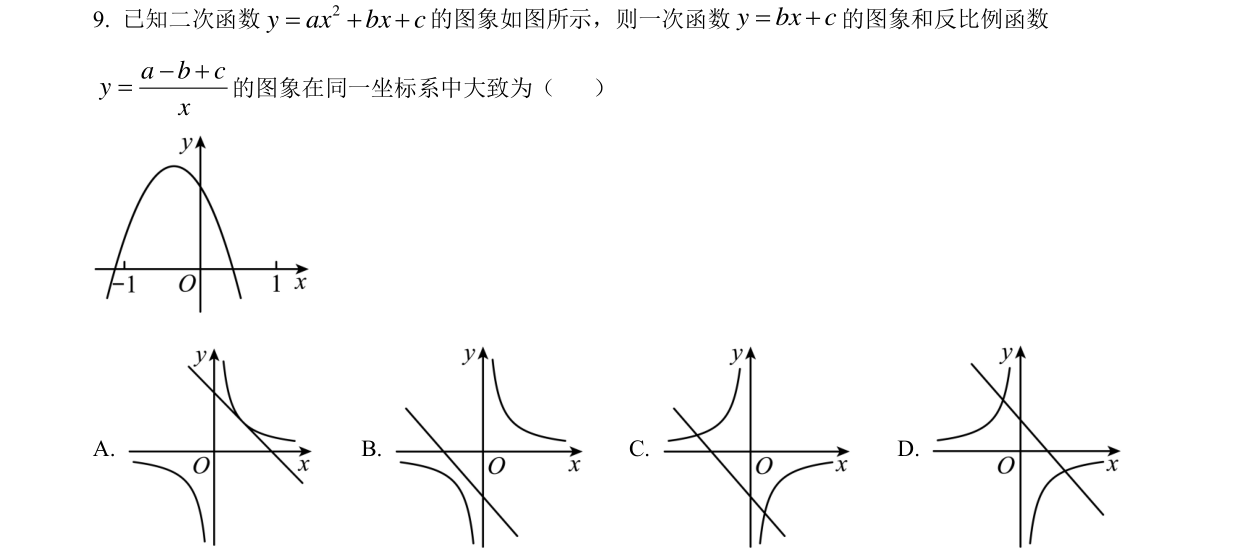 9. 已知二次函数 y = ax² + bx + c 的图象如图所示，则一次函数 y = bx + c 的图象和反比例函数
y = (a − b + c)/x 的图象在同一坐标系中大致为（　　）
y
−1 O 1 x
A. y O x
B. y O x
C. y O x
D. y O x